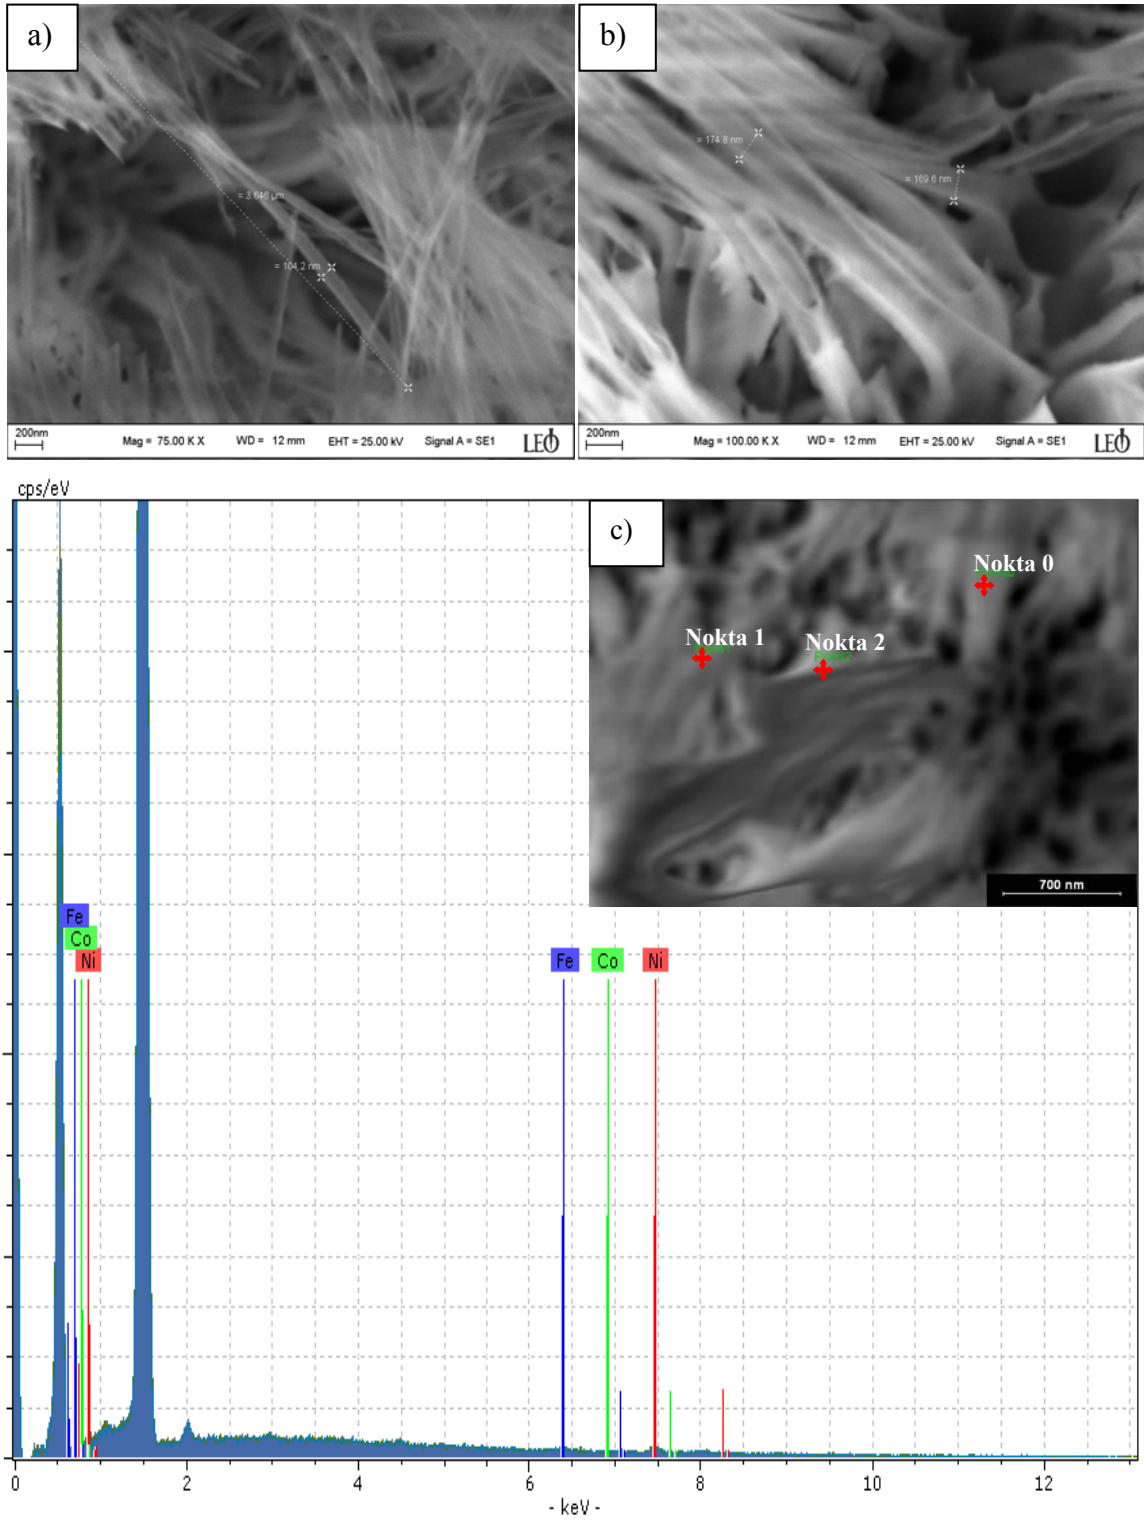 a)
= 3.646 µm
= 104.2 nm
200nm
Mag = 75.00 K X WD = 12 mm EHT = 25.00 kV Signal A = SE1 LEO
b)
= 174.8 nm
= 169.6 nm
200nm
Mag = 100.00 K X WD = 12 mm EHT = 25.00 kV Signal A = SE1 LEO
cps/eV
c)
Nokta 0
Nokta 1
Nokta 2
700 nm
Fe
Co
Ni
Fe
Co
Ni
0 2 4 6 8 10 12
- keV -